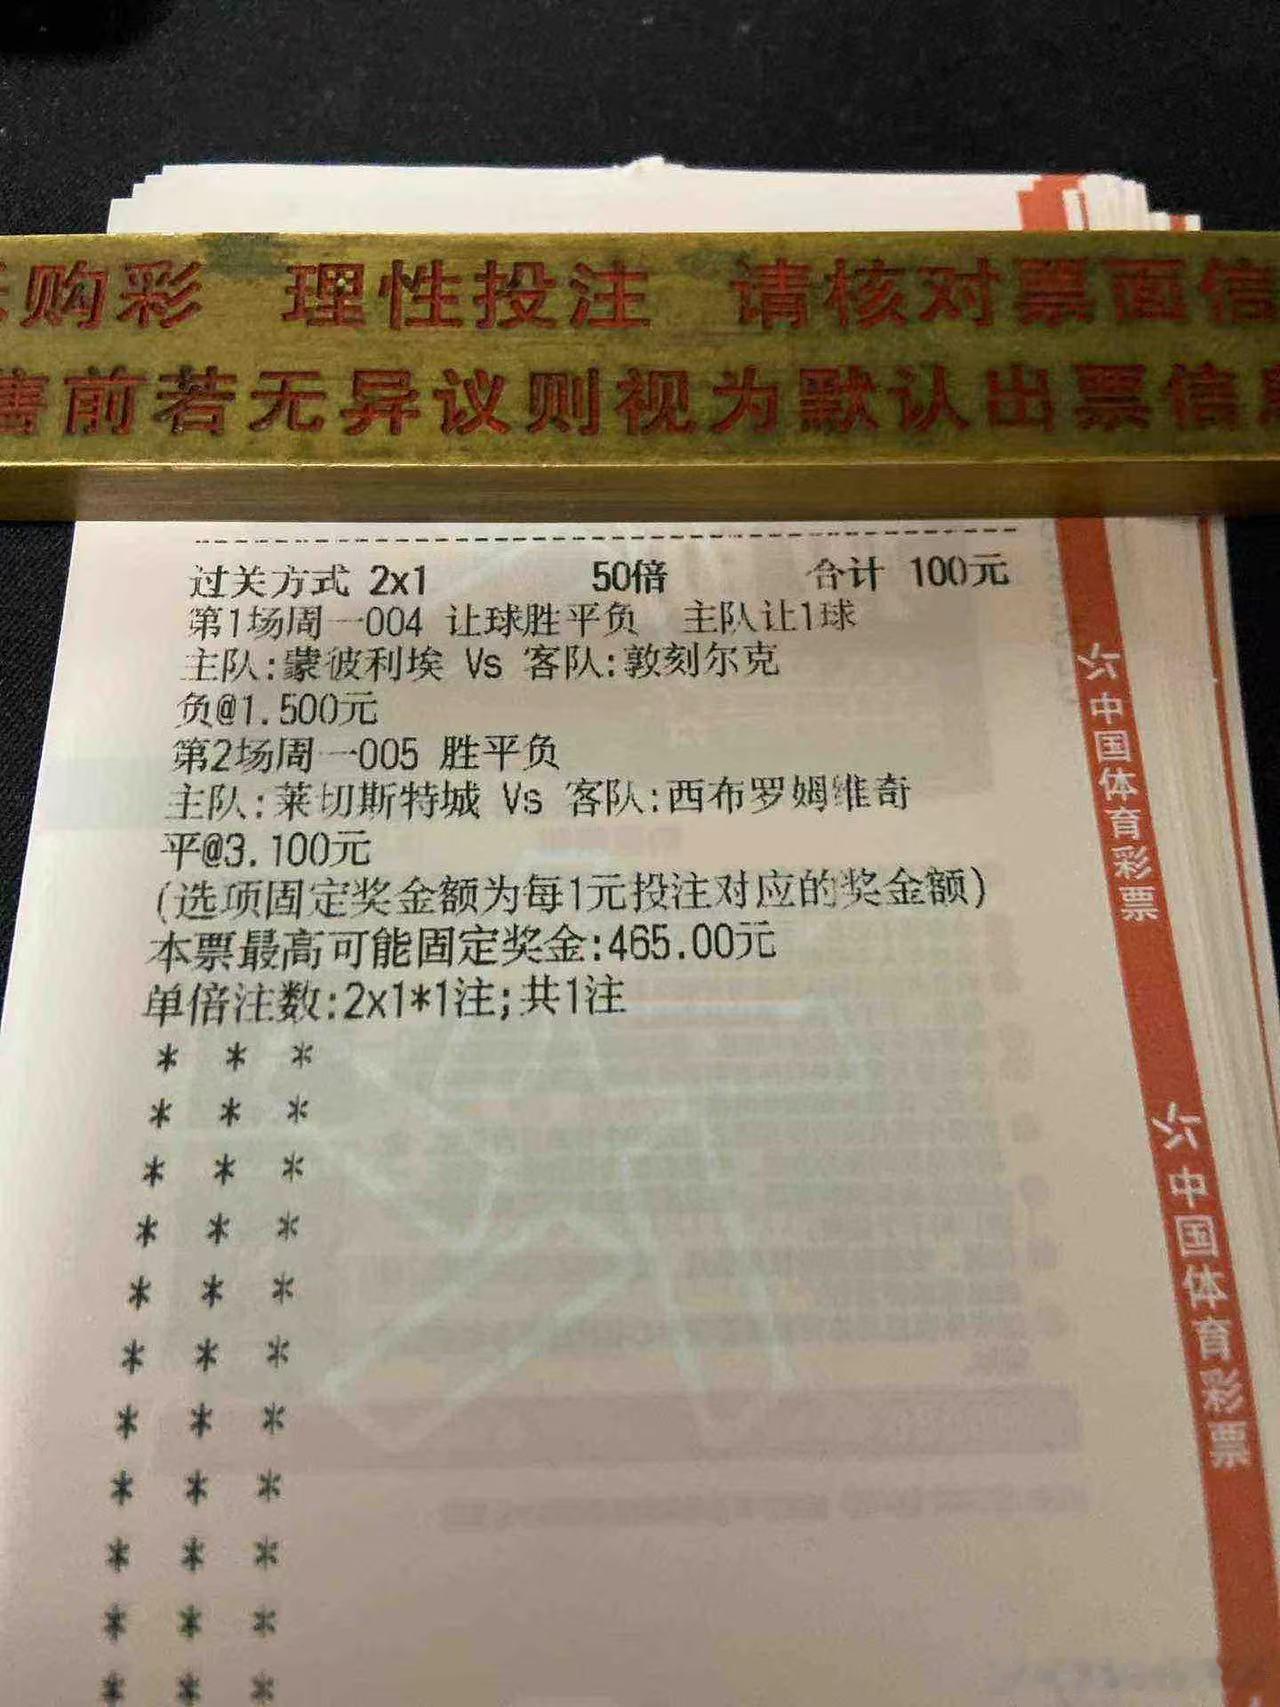 购彩 理性投注 请核对票面信
售前若无异议则视为默认出票信
过关方式 2x1 50倍 合计 100元
第1场周一004 让球胜平负 主队让1球
主队:蒙彼利埃 Vs 客队:敦刻尔克
负@1.500元
第2场周一005 胜平负
主队:莱切斯特城 Vs 客队:西布罗姆维奇
平@3.100元
(选项固定奖金额为每1元投注对应的奖金额)
本票最高可能固定奖金:465.00元
单倍注数:2x1*1注;共1注
* * *
* * *
* * *
* * *
* * *
* * *
* * *
* * *
* * *
* * *
* * *
中国体育彩票
中国体育彩票